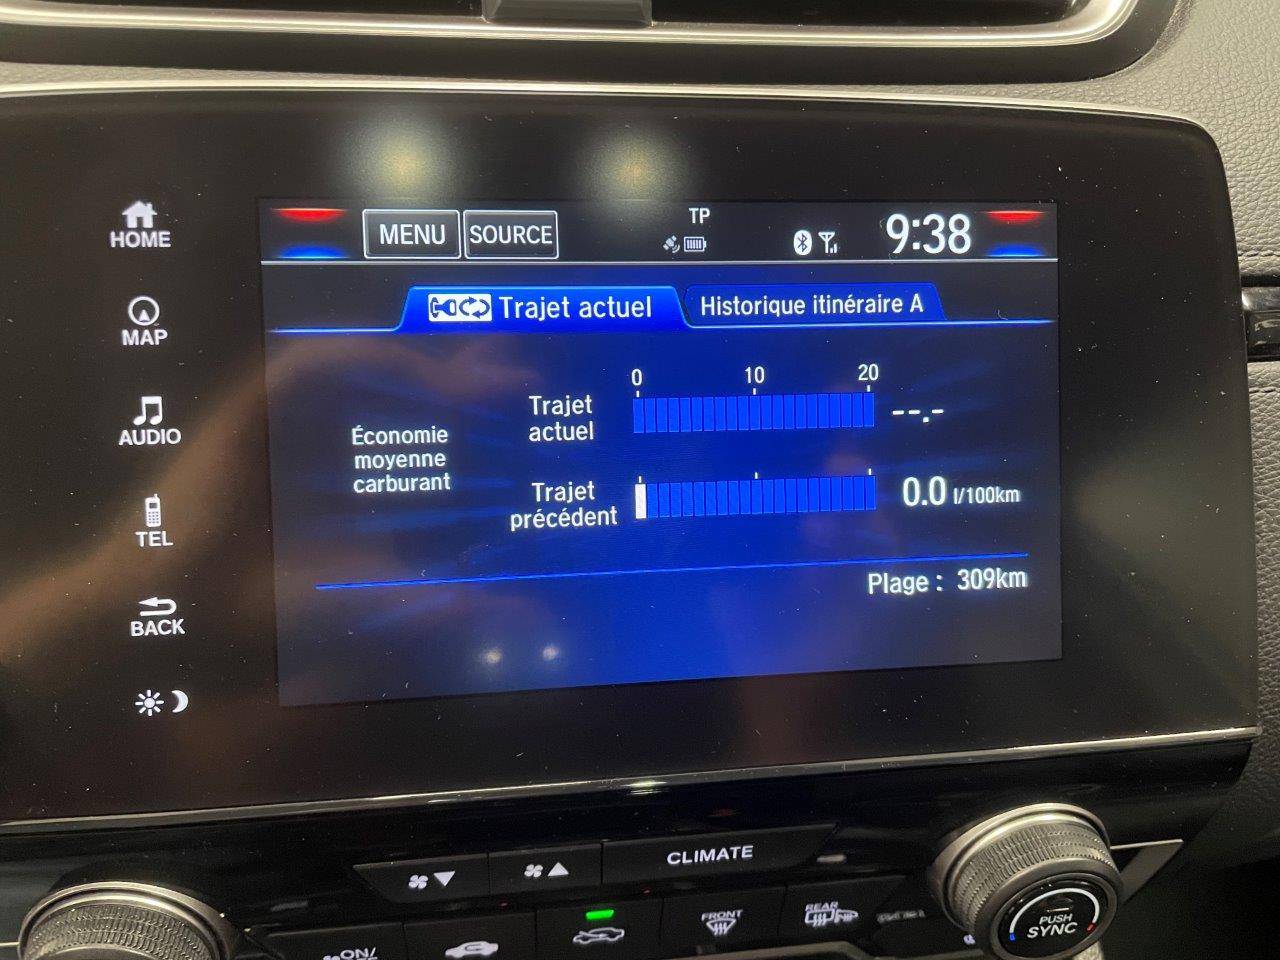 HOME
MAP
AUDIO
TEL
BACK
MENU SOURCE TP 9:38
Trajet actuel Historique itinéraire A
0 10 20
Économie
moyenne
carburant
Trajet
actuel --.-
Trajet
précédent 0.0 l/100km
Plage : 309km
CLIMATE
ON/
FRONT
REAR
PUSH
SYNC